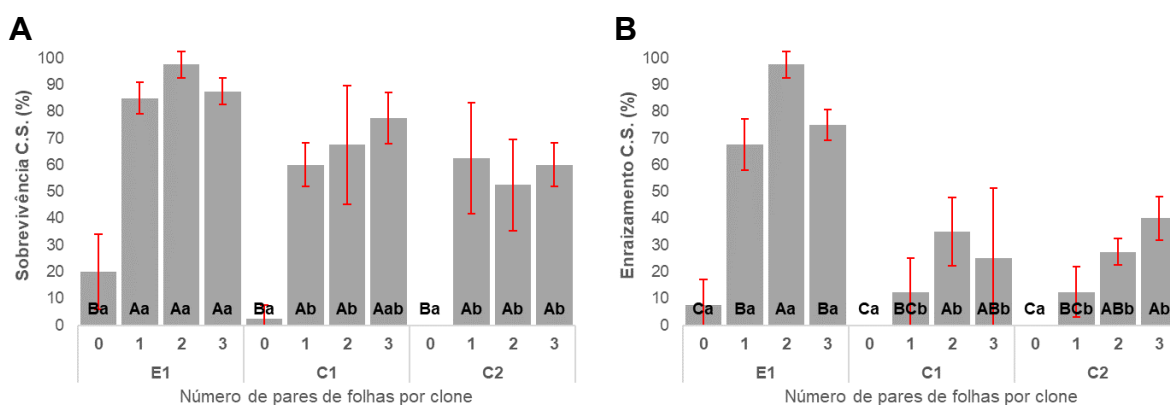 A
Sobrevivência C.S. (%)
100
90
80
70
60
50
40
30
20
10
0
Ba Aa Aa Aa Ba Ab Ab Aab Ba Ab Ab Ab
0 1 2 3 0 1 2 3 0 1 2 3
E1 C1 C2
Número de pares de folhas por clone
B
Enraizamento C.S. (%)
100
90
80
70
60
50
40
30
20
10
0
Ca Ba Aa Ba Ca BCb Ab ABb Ca BCb ABb Ab
0 1 2 3 0 1 2 3 0 1 2 3
E1 C1 C2
Número de pares de folhas por clone